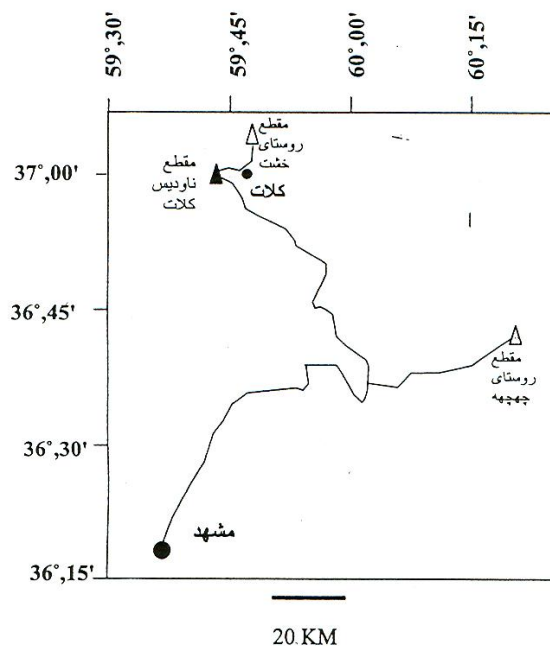 59°,30'
59°,45'
60°,00'
60°,15'
مقطع
روستای
خشت
37°,00'
مقطع
ناودیس
کلات
کلات
36°,45'
مقطع
روستای
چهچهه
36°,30'
مشهد
36°,15'
20 KM